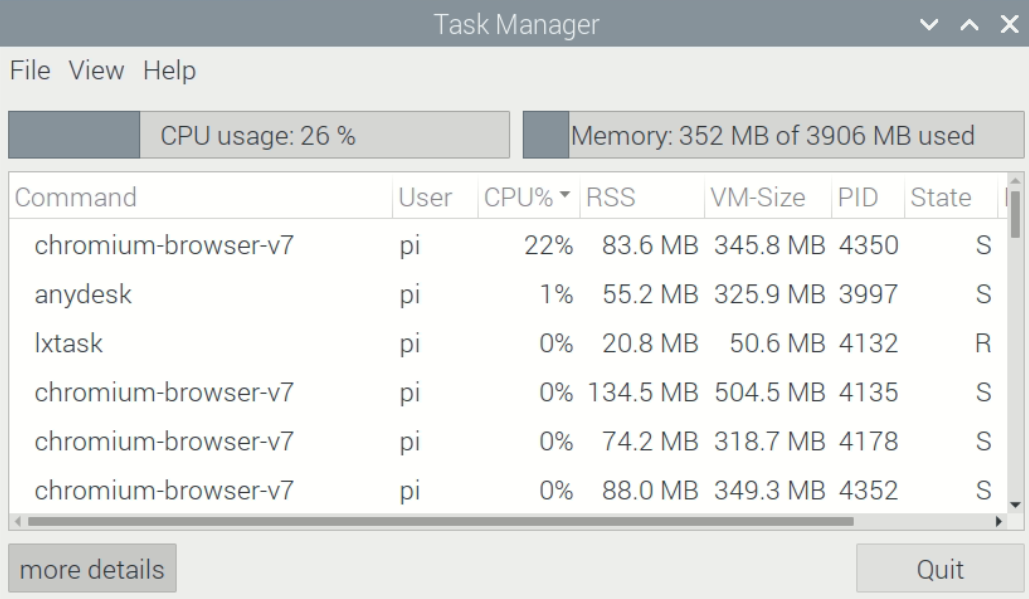 Task Manager
File View Help
CPU usage: 26 % Memory: 352 MB of 3906 MB used
Command User CPU% RSS VM-Size PID State
chromium-browser-v7 pi 22% 83.6 MB 345.8 MB 4350 S
anydesk pi 1% 55.2 MB 325.9 MB 3997 S
lxtask pi 0% 20.8 MB 50.6 MB 4132 R
chromium-browser-v7 pi 0% 134.5 MB 504.5 MB 4135 S
chromium-browser-v7 pi 0% 74.2 MB 318.7 MB 4178 S
chromium-browser-v7 pi 0% 88.0 MB 349.3 MB 4352 S
more details Quit